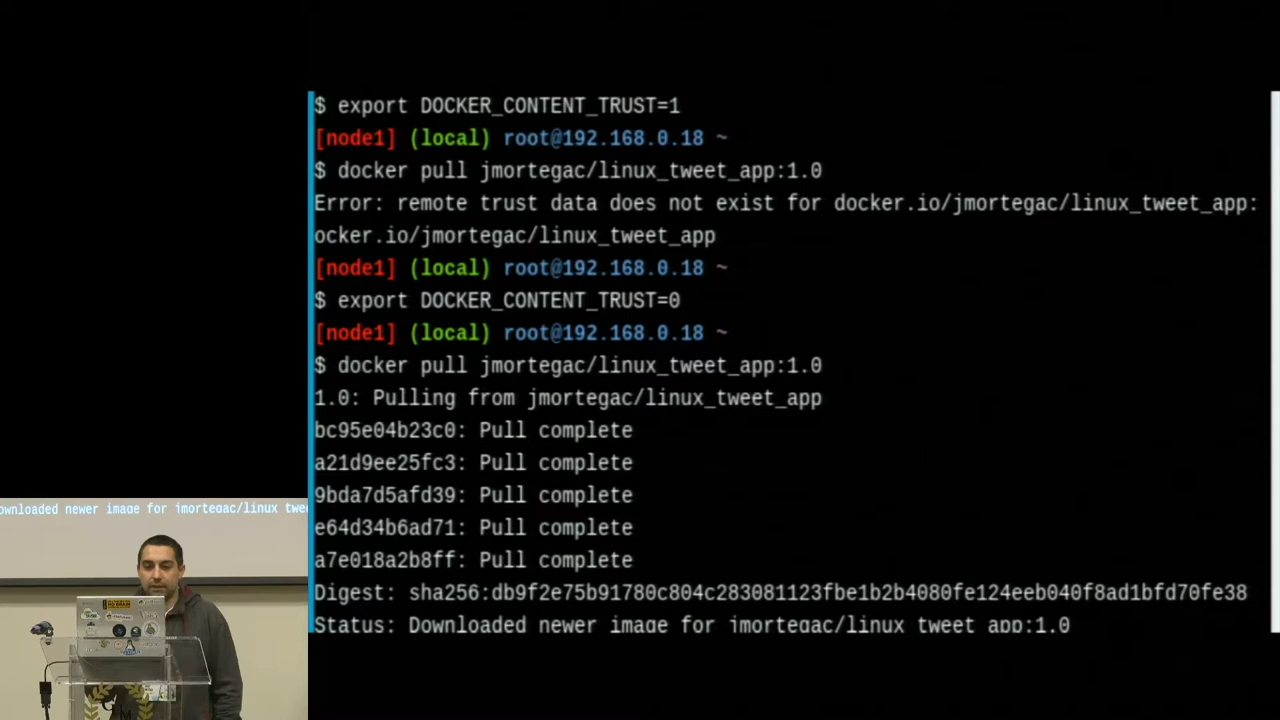 $ export DOCKER_CONTENT_TRUST=1
[node1] (local) root@192.168.0.18 ~
$ docker pull jmortegac/linux_tweet_app:1.0
Error: remote trust data does not exist for docker.io/jmortegac/linux_tweet_app:
ocker.io/jmortegac/linux_tweet_app
[node1] (local) root@192.168.0.18 ~
$ export DOCKER_CONTENT_TRUST=0
[node1] (local) root@192.168.0.18 ~
$ docker pull jmortegac/linux_tweet_app:1.0
1.0: Pulling from jmortegac/linux_tweet_app
bc95e04b23c0: Pull complete
a21d9ee25fc3: Pull complete
9bda7d5afd39: Pull complete
e64d34b6ad71: Pull complete
a7e018a2b8ff: Pull complete
Digest: sha256:db9f2e75b91780c804c283081123fbe1b2b4080fe124eeb040f8ad1bfd70fe38
Status: Downloaded newer image for jmortegac/linux_tweet_app:1.0
ownloaded newer image for jmortegac/linux twee